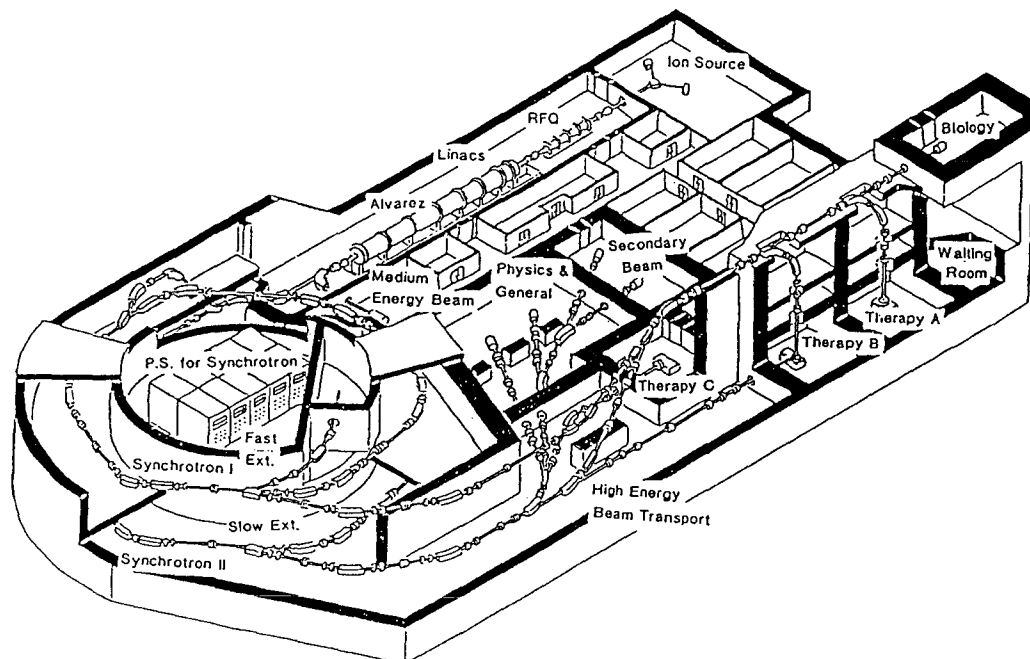 Ion Source
RFQ
Biology
Linacs
Alvarez
Secondary
Beam
Waiting
Room
Medium
Energy Beam
Physics &
General
Therapy A
Therapy B
P.S. for Synchrotron
Therapy C
Fast
Ext.
Synchrotron I
High Energy
Beam Transport
Slow Ext.
Synchrotron II